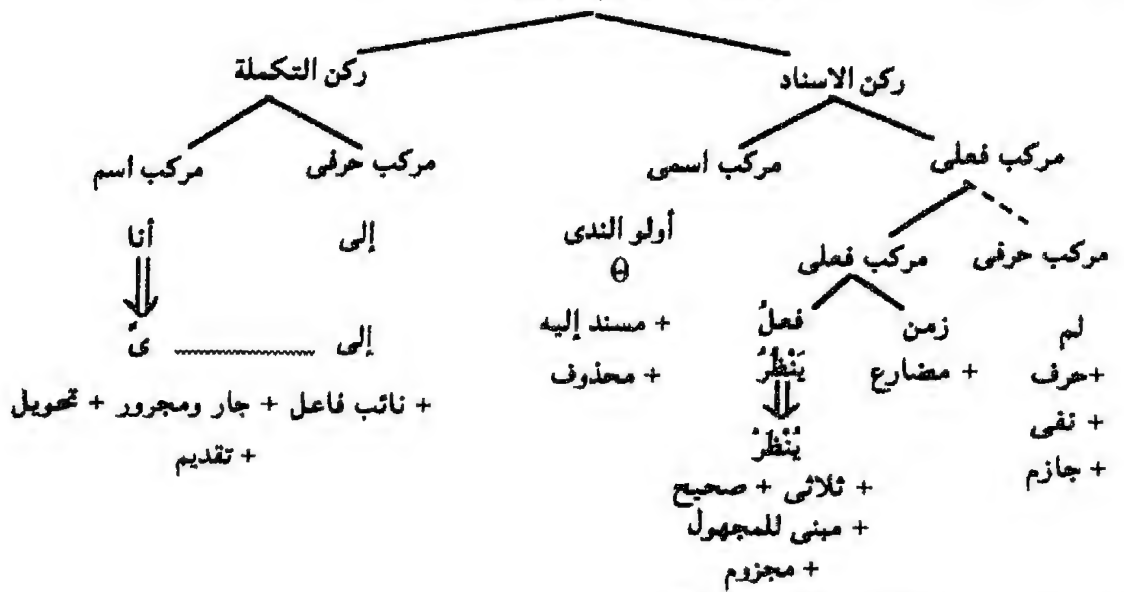 ركن الاسناد ركن التكملة
مركب فعلى مركب اسمى مركب حرفى مركب اسم
أولو الندى إلى أنا
مركب حرفى مركب فعلى Θ
لم زمن فعلُ + مسند إليه إلى ىَّ
+حرف + مضارع يَنْظُرُ + محذوف
+ نفى يُنْظَرُ
+ جازم
+ نائب فاعل + جار ومجرور + تحويل
+ تقديم
+ ثلاثى + صحيح
+ مبنى للمجهول
+ مجزوم